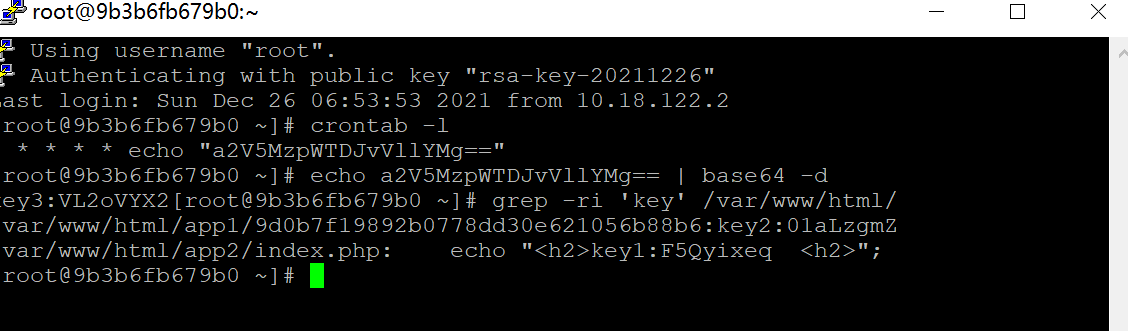 root@9b3b6fb679b0:~
Using username "root".
Authenticating with public key "rsa-key-20211226"
Last login: Sun Dec 26 06:53:53 2021 from 10.18.122.2
[root@9b3b6fb679b0 ~]# crontab -l
* * * * echo "a2V5MzpWTDJvVllYMg=="
[root@9b3b6fb679b0 ~]# echo a2V5MzpWTDJvVllYMg== | base64 -d
key3:VL2oVYX2[root@9b3b6fb679b0 ~]# grep -ri 'key' /var/www/html/
/var/www/html/app1/9d0b7f19892b0778dd30e621056b88b6:key2:01aLzgmZ
/var/www/html/app2/index.php:    echo "<h2>key1:F5Qyixeq  <h2>";
[root@9b3b6fb679b0 ~]#